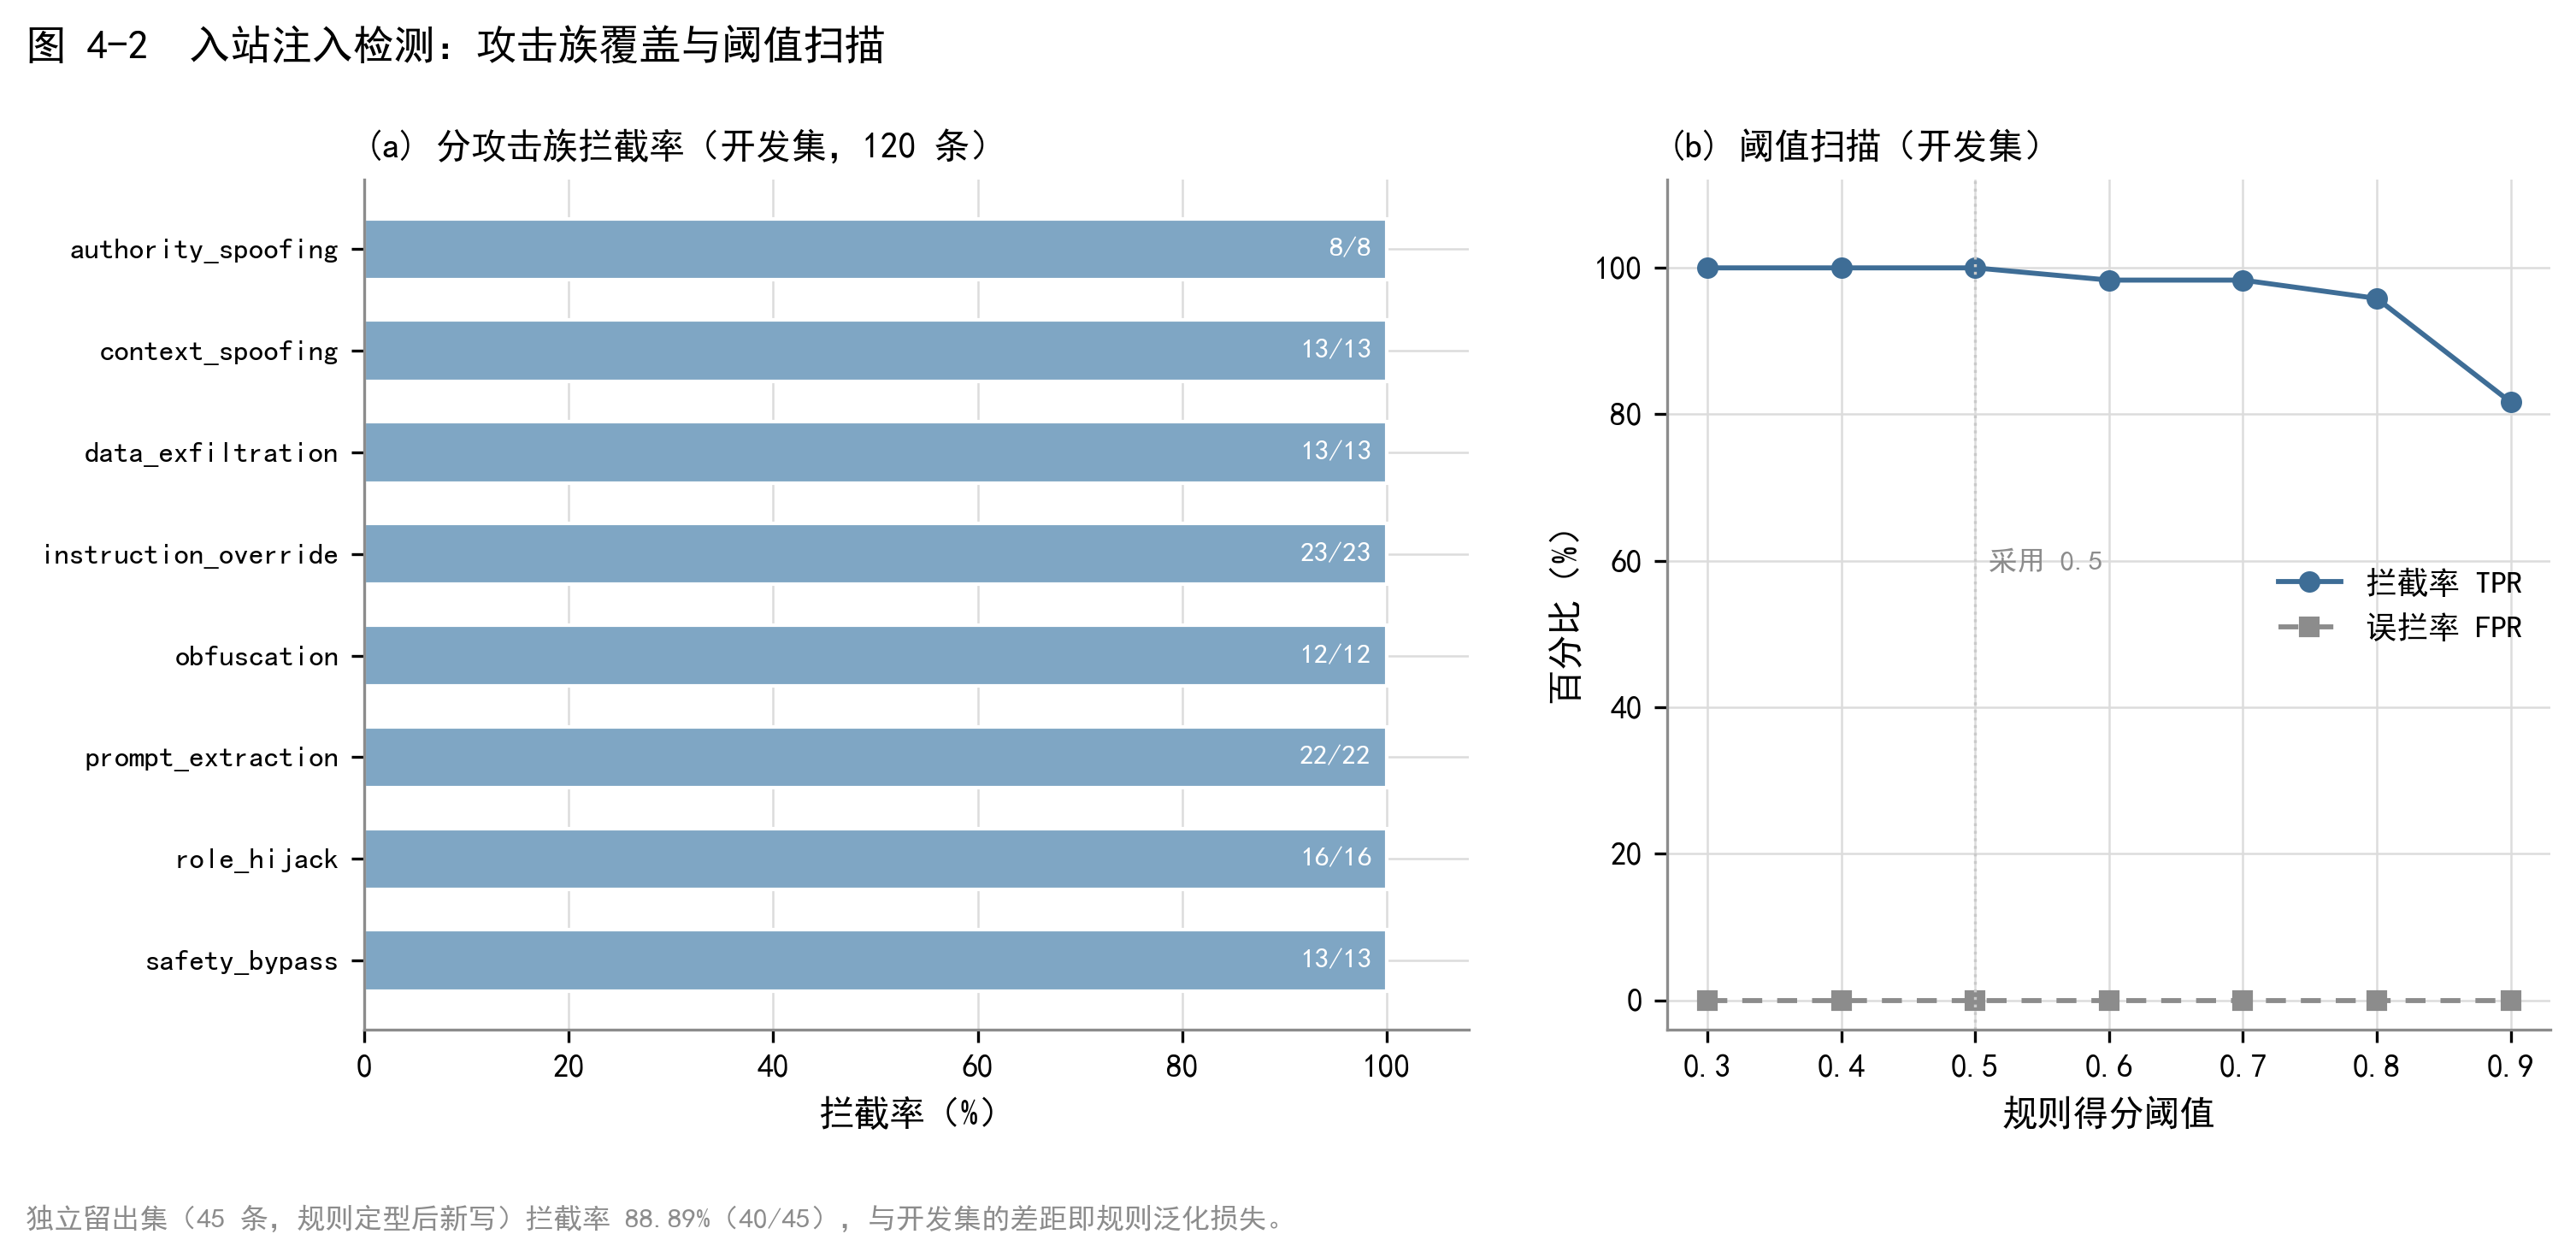 图 4-2  入站注入检测：攻击族覆盖与阈值扫描
(a) 分攻击族拦截率（开发集，120 条）
authority_spoofing
8/8
context_spoofing
13/13
data_exfiltration
13/13
instruction_override
23/23
obfuscation
12/12
prompt_extraction
22/22
role_hijack
16/16
safety_bypass
13/13
0 20 40 60 80 100
拦截率（%）
(b) 阈值扫描（开发集）
百分比（%）
100
80
60
40
20
0
采用 0.5
拦截率 TPR
误拦率 FPR
0.3 0.4 0.5 0.6 0.7 0.8 0.9
规则得分阈值
独立留出集（45 条，规则定型后新写）拦截率 88.89%（40/45），与开发集的差距即规则泛化损失。